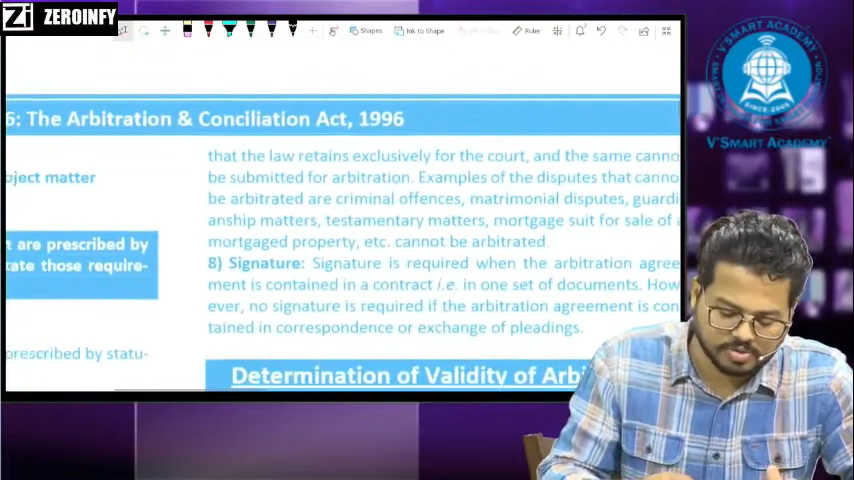 ZEROINFY
Shapes
Ink to Shape
Ruler
V'SMART ACADEMY
SINCE-2005
V'SMART ACADEMY
6: The Arbitration & Conciliation Act, 1996
oject matter
t are prescribed by
tate those require-
prescribed by statu-
that the law retains exclusively for the court, and the same canno
be submitted for arbitration. Examples of the disputes that canno
be arbitrated are criminal offences, matrimonial disputes, guardi
anship matters, testamentary matters, mortgage suit for sale of a
mortgaged property, etc. cannot be arbitrated.
8) Signature: Signature is required when the arbitration agree
ment is contained in a contract i.e. in one set of documents. How
ever, no signature is required if the arbitration agreement is con
tained in correspondence or exchange of pleadings.
Determination of Validity of Arbi